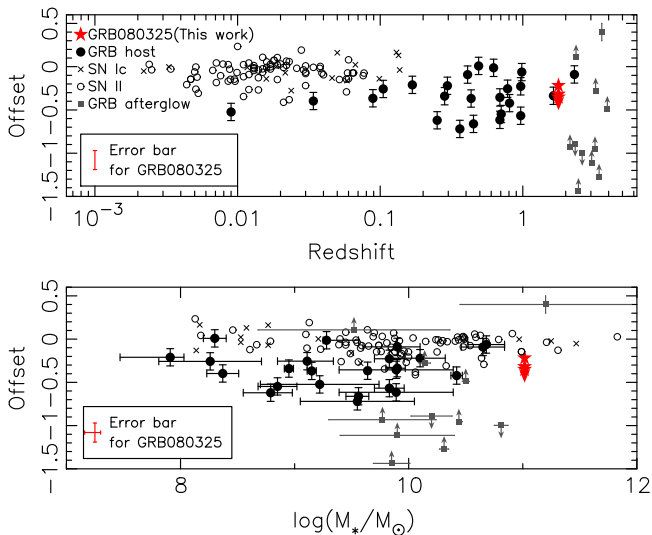 0.5
0
−0.5
−1
−1.5
Offset
★GRB080325(This work)
● GRB host
× SN Ic
○ SN II
■ GRB afterglow
Error bar
for GRB080325
10⁻³
0.01
0.1
1
Redshift
0.5
0
−0.5
−1
−1.5
Offset
Error bar
for GRB080325
8
10
12
log(M*/M⊙)